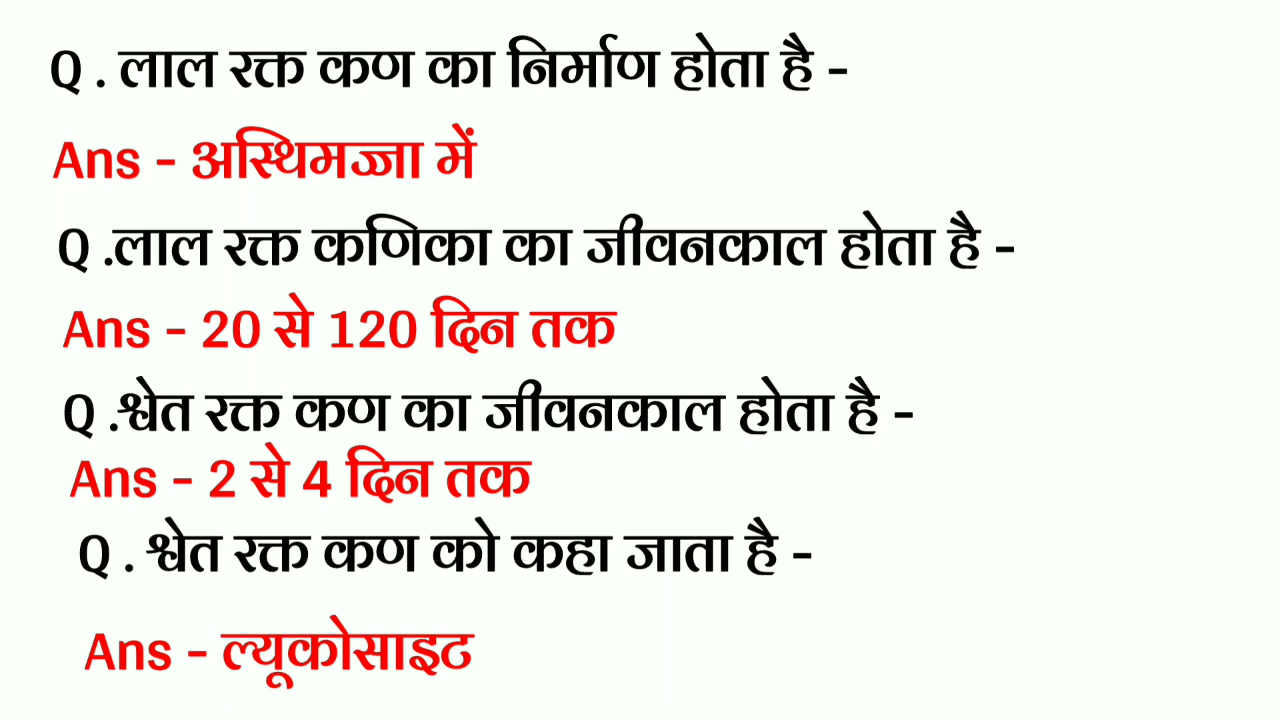 Q . लाल रक्त कण का निर्माण होता है -
Ans - अस्थिमज्जा में
Q .लाल रक्त कणिका का जीवनकाल होता है -
Ans - 20 से 120 दिन तक
Q .श्वेत रक्त कण का जीवनकाल होता है -
Ans - 2 से 4 दिन तक
Q . श्वेत रक्त कण को कहा जाता है -
Ans - ल्यूकोसाइट